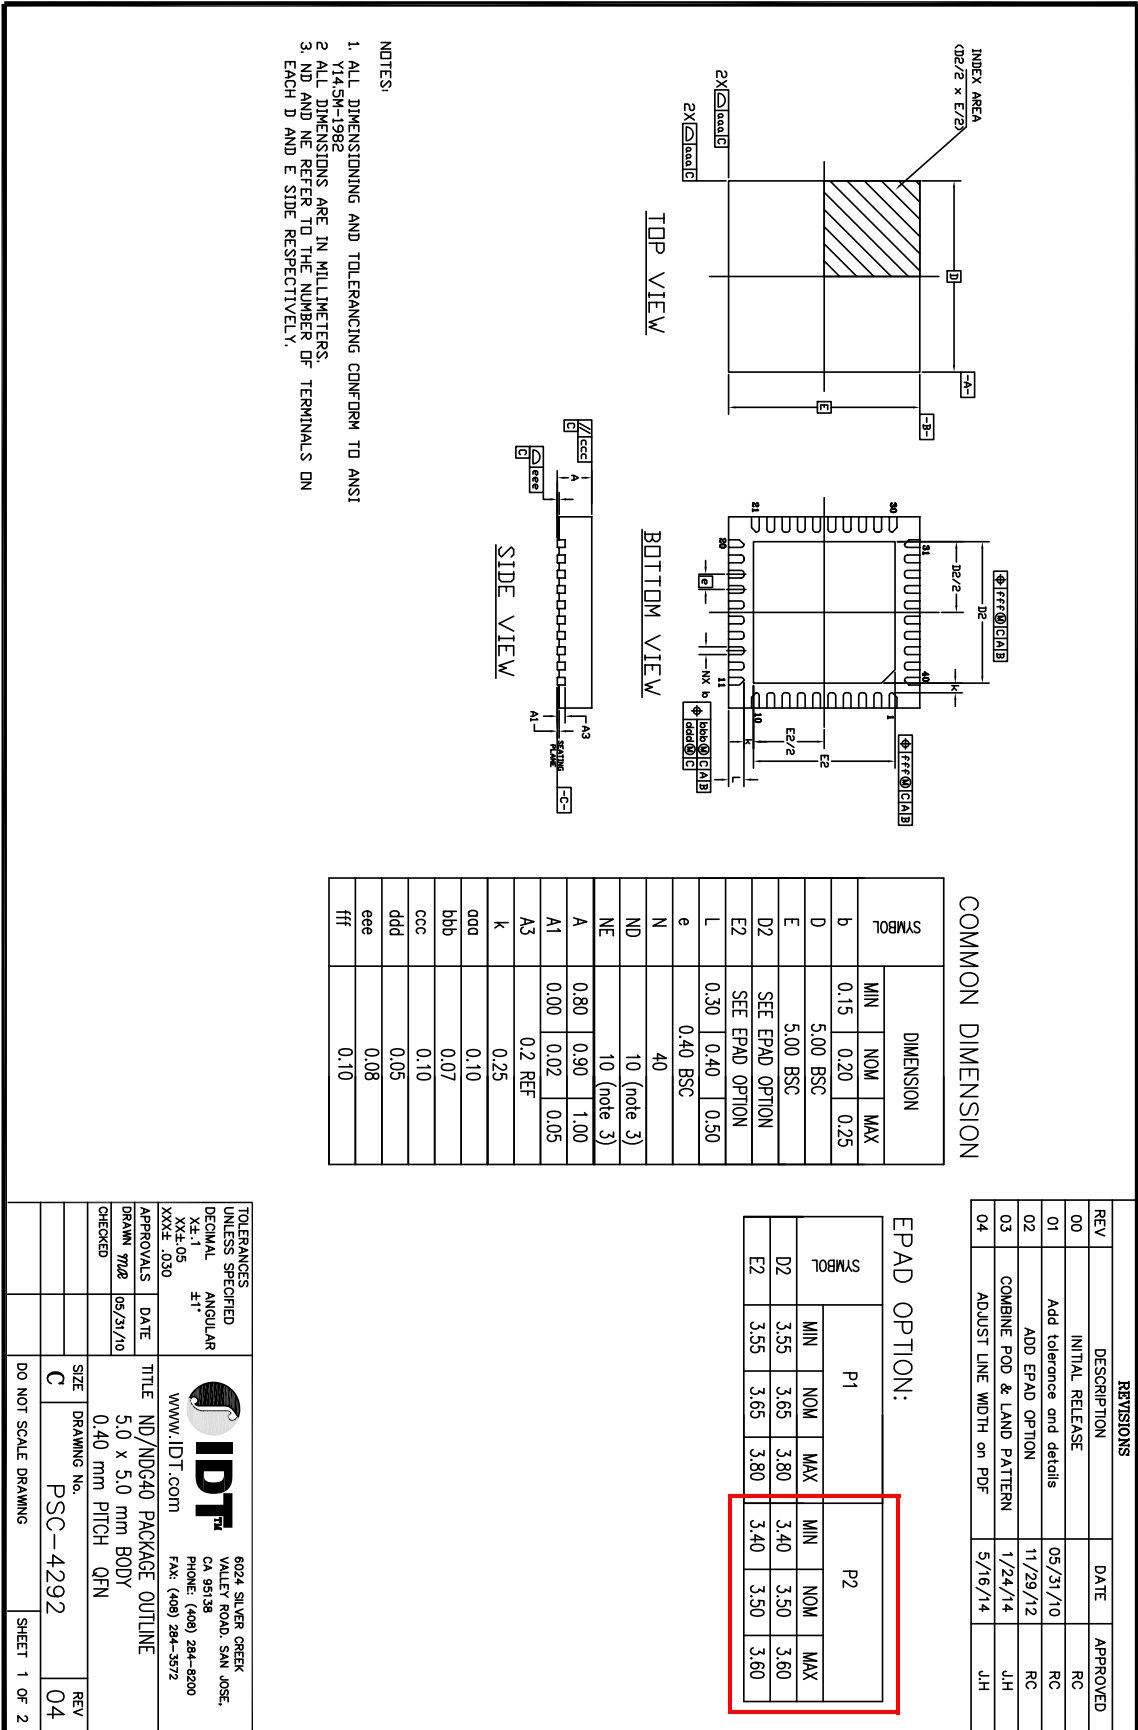 REVISIONS
REV DESCRIPTION DATE APPROVED
00 INITIAL RELEASE RC
01 Add tolerance and details 05/31/10 RC
02 ADD EPAD OPTION 11/29/12 RC
03 COMBINE POD & LAND PATTERN 1/24/14 J.H
04 ADJUST LINE WIDTH on PDF 5/16/14 J.H
INDEX AREA
(D2/2 x E/2)
2X aaa C
2X aaa C
D
-A-
E
-B-
TOP VIEW
fff M C A B
D2
D2/2
k
30
31
40
1
21
20
11
10
e
NX b
bbb M C A B
ddd M C
fff M C A B
E2
E2/2
k
L
BOTTOM VIEW
// ccc
C
eee
C
A
A3
A1
SEATING
PLANE
-C-
SIDE VIEW
NOTES:
1. ALL DIMENSIONING AND TOLERANCING CONFORM TO ANSI
Y14.5M-1982
2 ALL DIMENSIONS ARE IN MILLIMETERS.
3. ND AND NE REFER TO THE NUMBER OF TERMINALS ON
EACH D AND E SIDE RESPECTIVELY.
COMMON DIMENSION
SYMBOL DIMENSION
MIN NOM MAX
b 0.15 0.20 0.25
D 5.00 BSC
E 5.00 BSC
D2 SEE EPAD OPTION
E2 SEE EPAD OPTION
L 0.30 0.40 0.50
e 0.40 BSC
N 40
ND 10 (note 3)
NE 10 (note 3)
A 0.80 0.90 1.00
A1 0.00 0.02 0.05
A3 0.2 REF
k 0.25
aaa 0.10
bbb 0.07
ccc 0.10
ddd 0.05
eee 0.08
fff 0.10
EPAD OPTION:
SYMBOL P1 P2
MIN NOM MAX MIN NOM MAX
D2 3.55 3.65 3.80 3.40 3.50 3.60
E2 3.55 3.65 3.80 3.40 3.50 3.60
TOLERANCES
UNLESS SPECIFIED
DECIMAL ANGULAR
X±.1 ±1°
XX±.05
XXX± .030
APPROVALS DATE
DRAWN 05/31/10
CHECKED
IDT™
www.IDT.com
6024 SILVER CREEK
VALLEY ROAD, SAN JOSE,
CA 95138
PHONE: (408) 284-8200
FAX: (408) 284-3572
TITLE ND/NDG40 PACKAGE OUTLINE
5.0 x 5.0 mm BODY
0.40 mm PITCH QFN
SIZE DRAWING No. REV
C PSC-4292 04
DO NOT SCALE DRAWING SHEET 1 OF 2